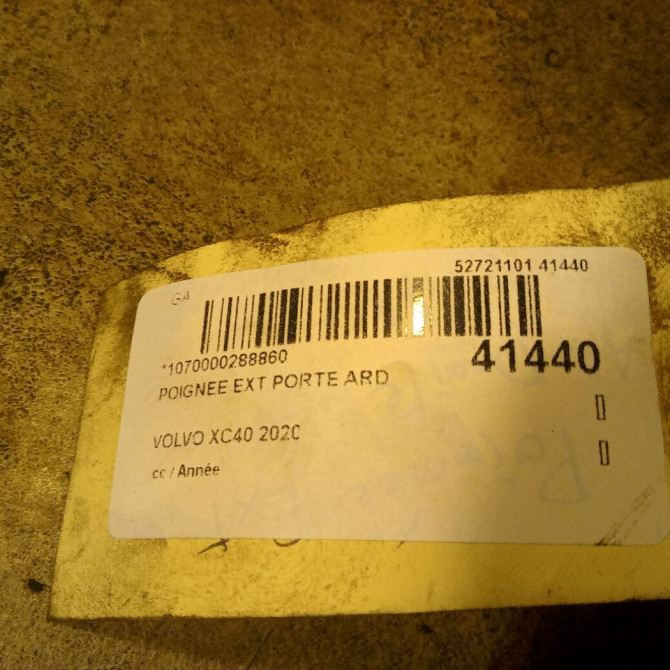 52721101 41440
GA
*1070000288860
41440
POIGNEE EXT PORTE ARD
VOLVO XC40 2020
cc / Année